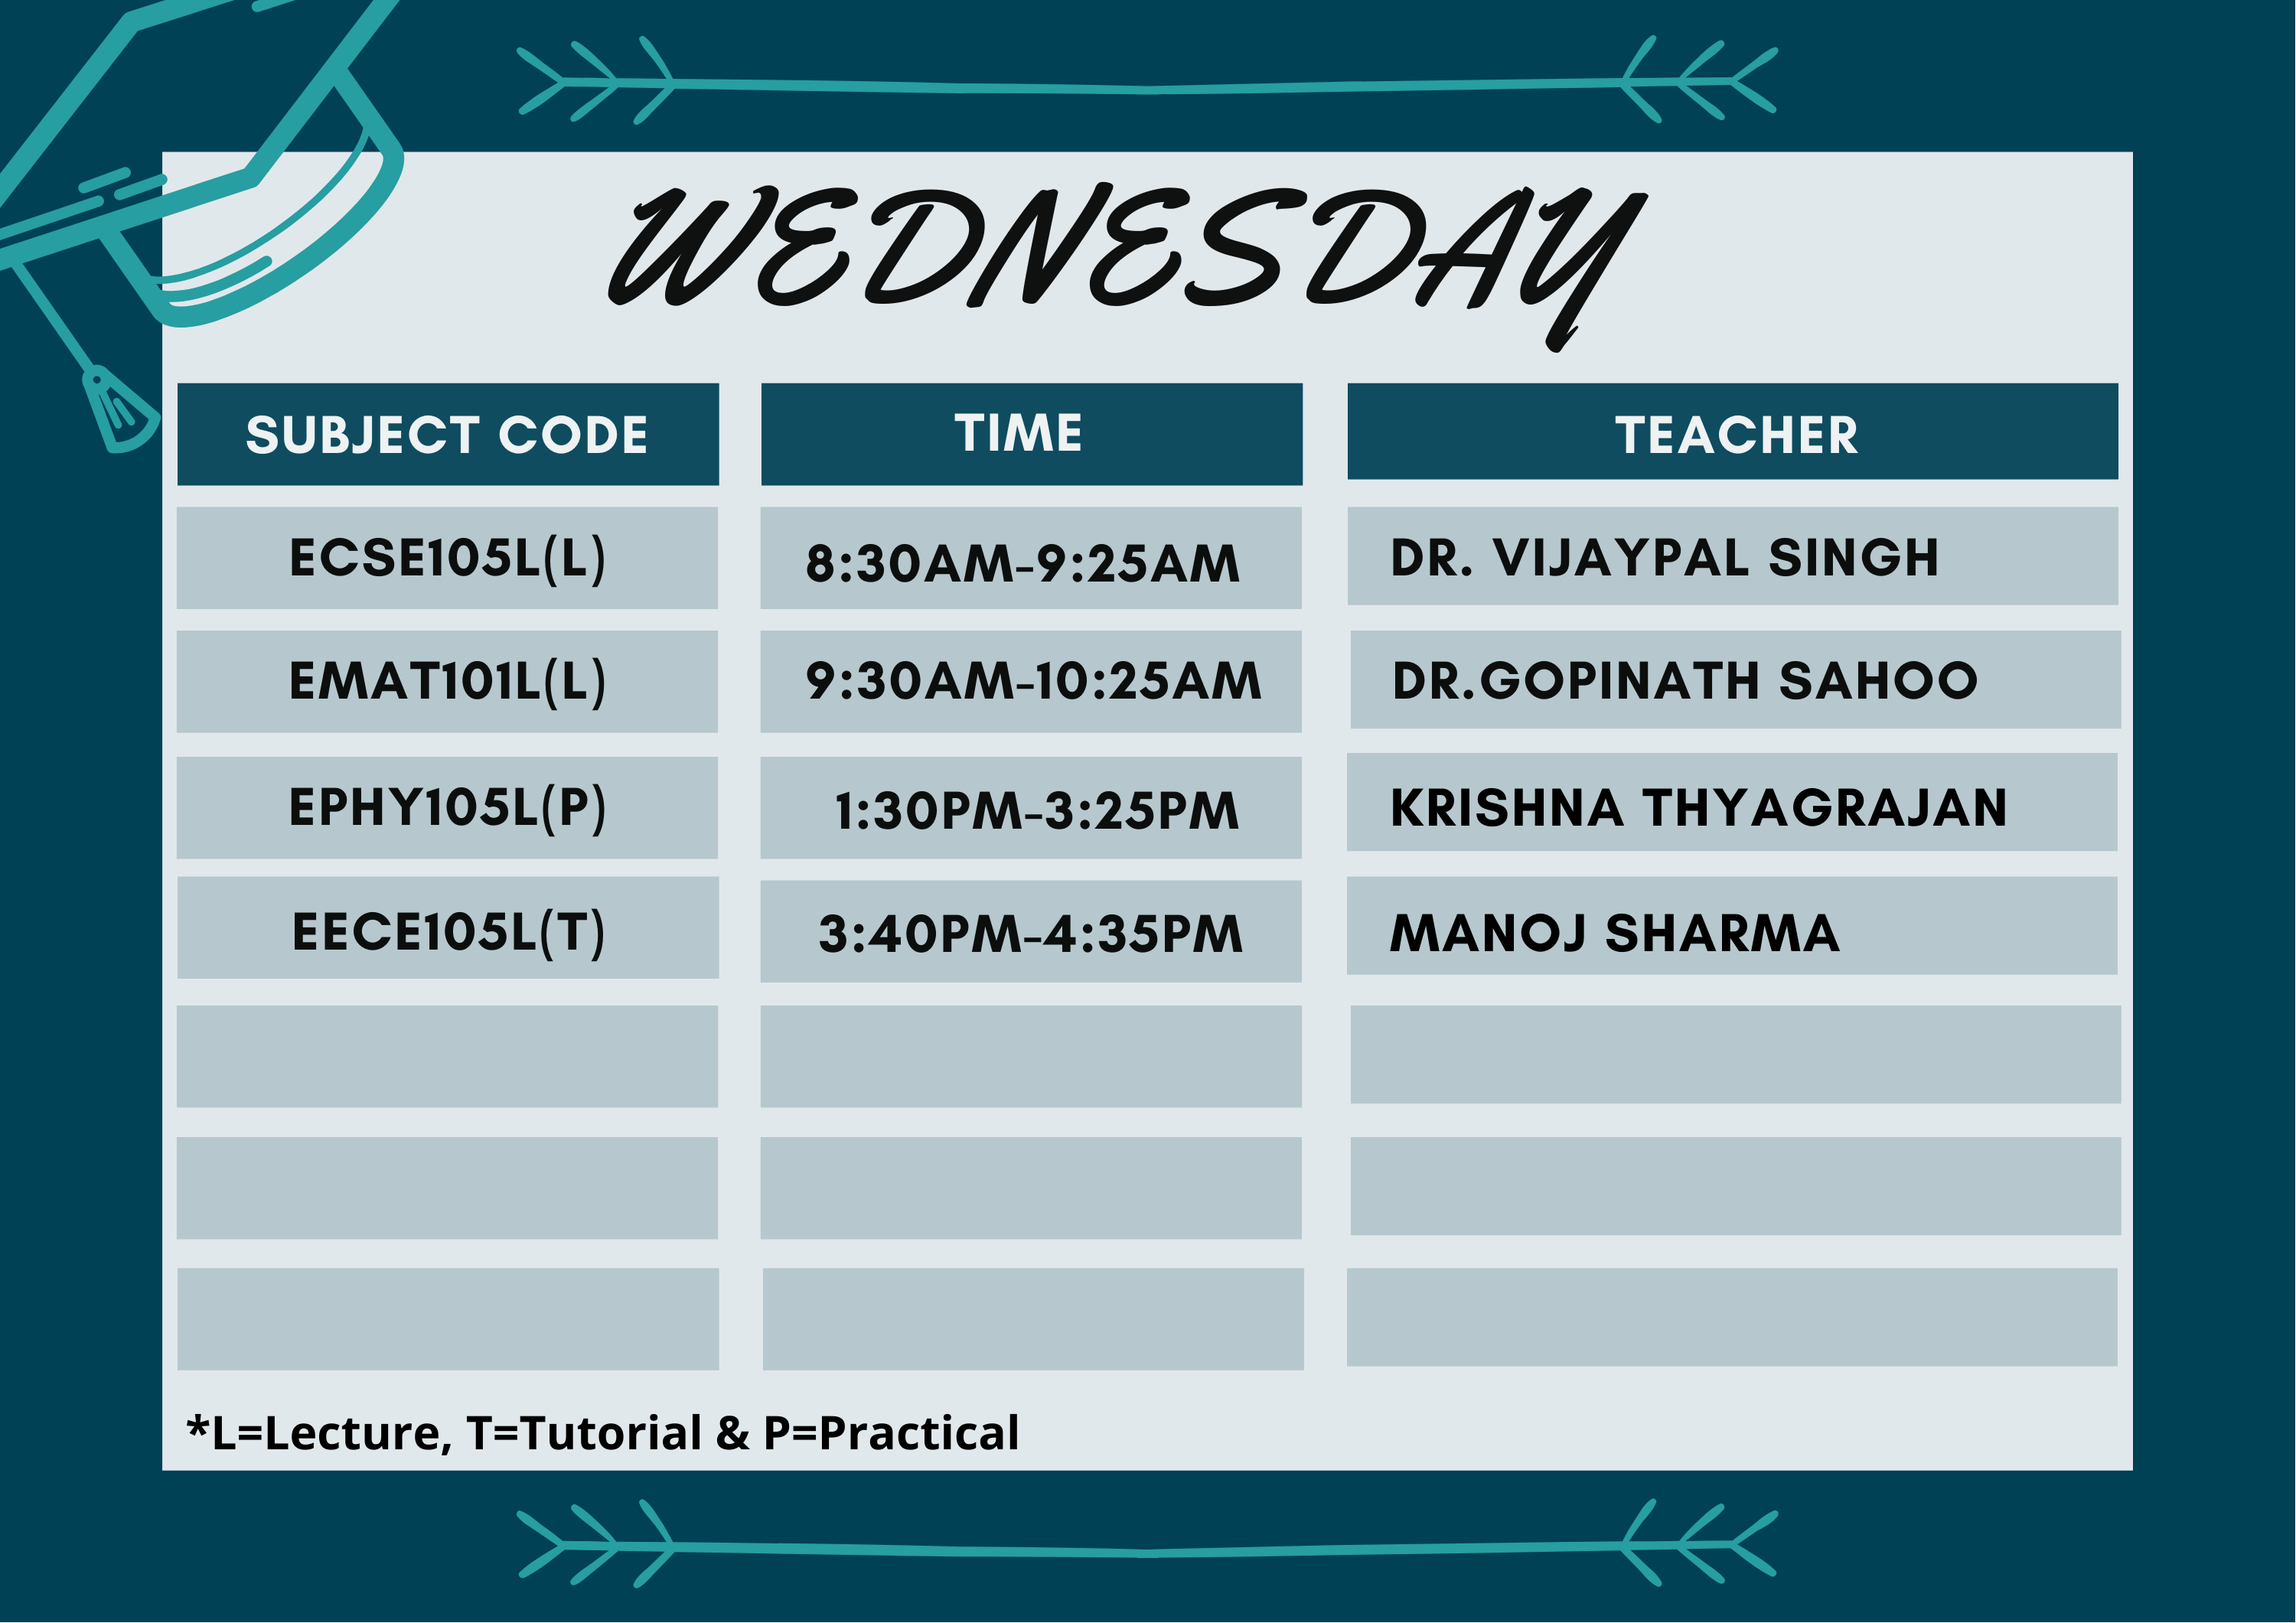 WEDNESDAY
SUBJECT CODE TIME TEACHER
ECSE105L(L) 8:30AM-9:25AM DR. VIJAYPAL SINGH
EMAT101L(L) 9:30AM-10:25AM DR.GOPINATH SAHOO
EPHY105L(P) 1:30PM-3:25PM KRISHNA THYAGRAJAN
EECE105L(T) 3:40PM-4:35PM MANOJ SHARMA
*L=Lecture, T=Tutorial & P=Practical